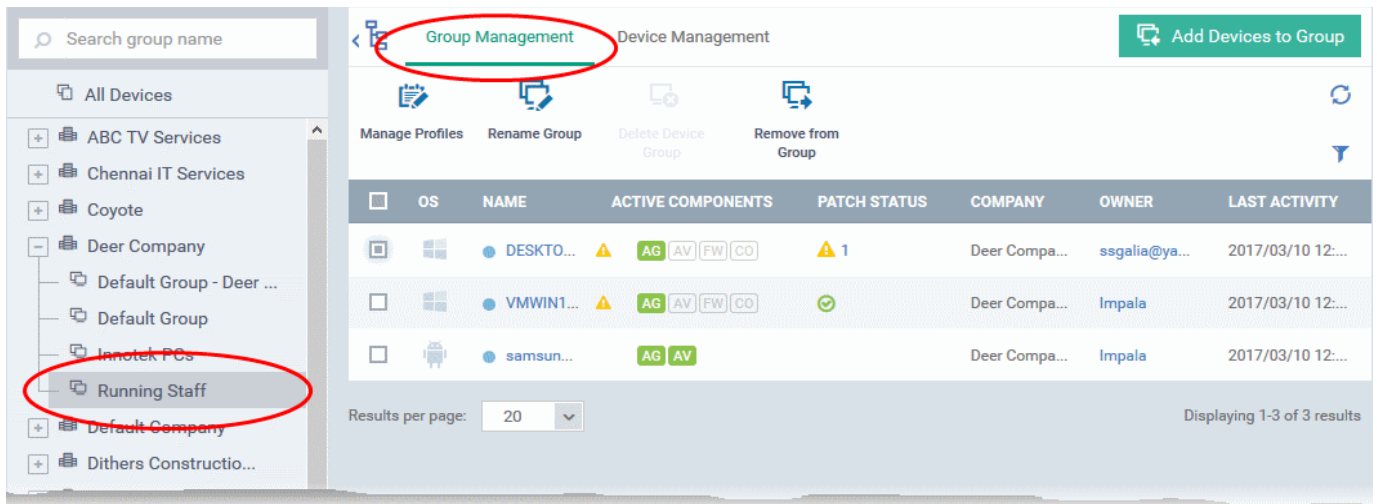 Search group name
All Devices
ABC TV Services
Chennai IT Services
Coyote
Deer Company
Default Group - Deer ...
Default Group
Innotek PCs
Running Staff
Default Company
Dithers Constructio...
Group Management
Device Management
Add Devices to Group
Manage Profiles
Rename Group
Delete Device
Group
Remove from
Group
OS NAME ACTIVE COMPONENTS PATCH STATUS COMPANY OWNER LAST ACTIVITY
DESKTO... AG AV FW CO 1 Deer Compa... ssgalia@ya... 2017/03/10 12:...
VMWIN1... AG AV FW CO Deer Compa... Impala 2017/03/10 12:...
samsun... AG AV Deer Compa... Impala 2017/03/10 12:...
Results per page: 20
Displaying 1-3 of 3 results